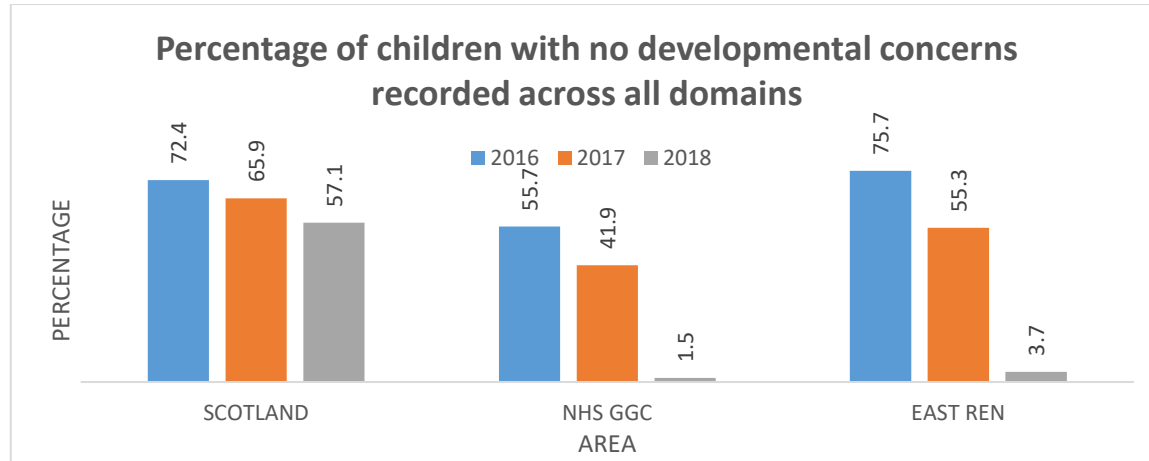 Percentage of children with no developmental concerns
recorded across all domains
2016 2017 2018
PERCENTAGE
72.4
65.9
57.1
55.7
41.9
1.5
75.7
55.3
3.7
SCOTLAND NHS GGC EAST REN
AREA